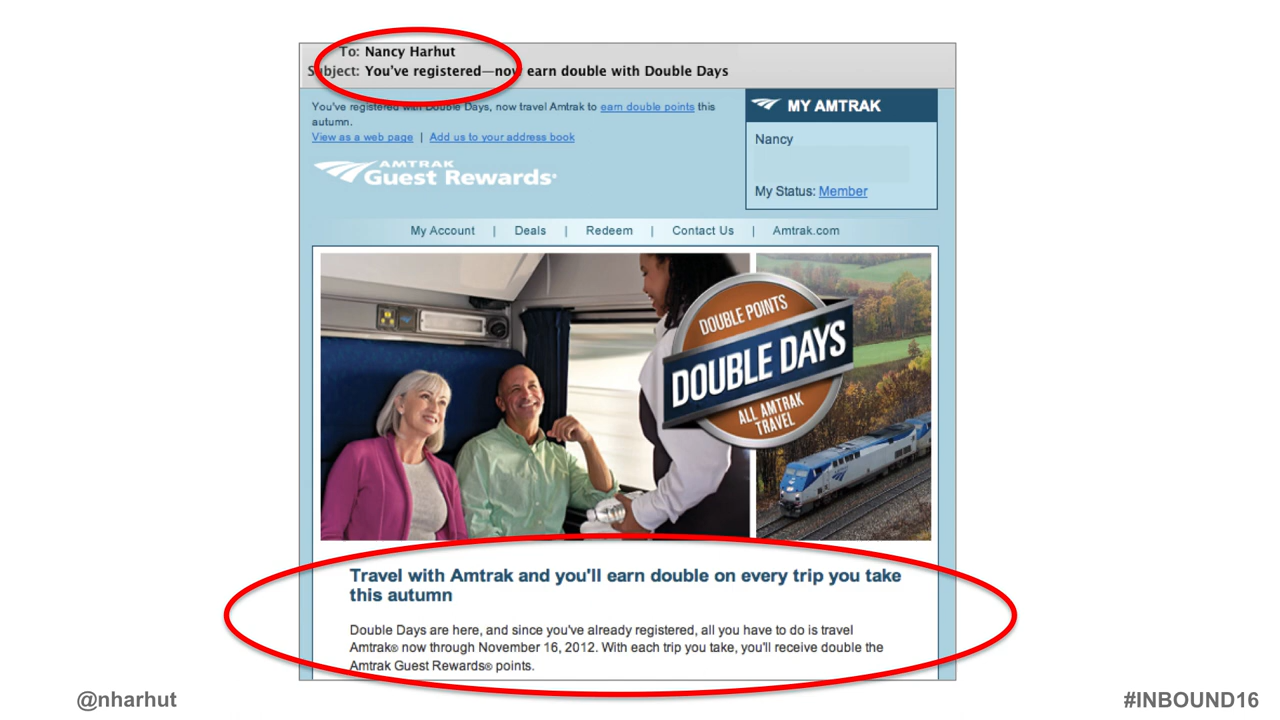 To: Nancy Harhut
Subject: You've registered—now earn double with Double Days
You've registered with Double Days, now travel Amtrak to earn double points this
autumn.
View as a web page | Add us to your address book
AMTRAK
Guest Rewards
MY AMTRAK
Nancy
My Status: Member
My Account | Deals | Redeem | Contact Us | Amtrak.com
DOUBLE POINTS
DOUBLE DAYS
ALL AMTRAK
TRAVEL
Travel with Amtrak and you'll earn double on every trip you take
this autumn
Double Days are here, and since you've already registered, all you have to do is travel
Amtrak® now through November 16, 2012. With each trip you take, you'll receive double the
Amtrak Guest Rewards® points.
@nharhut
#INBOUND16